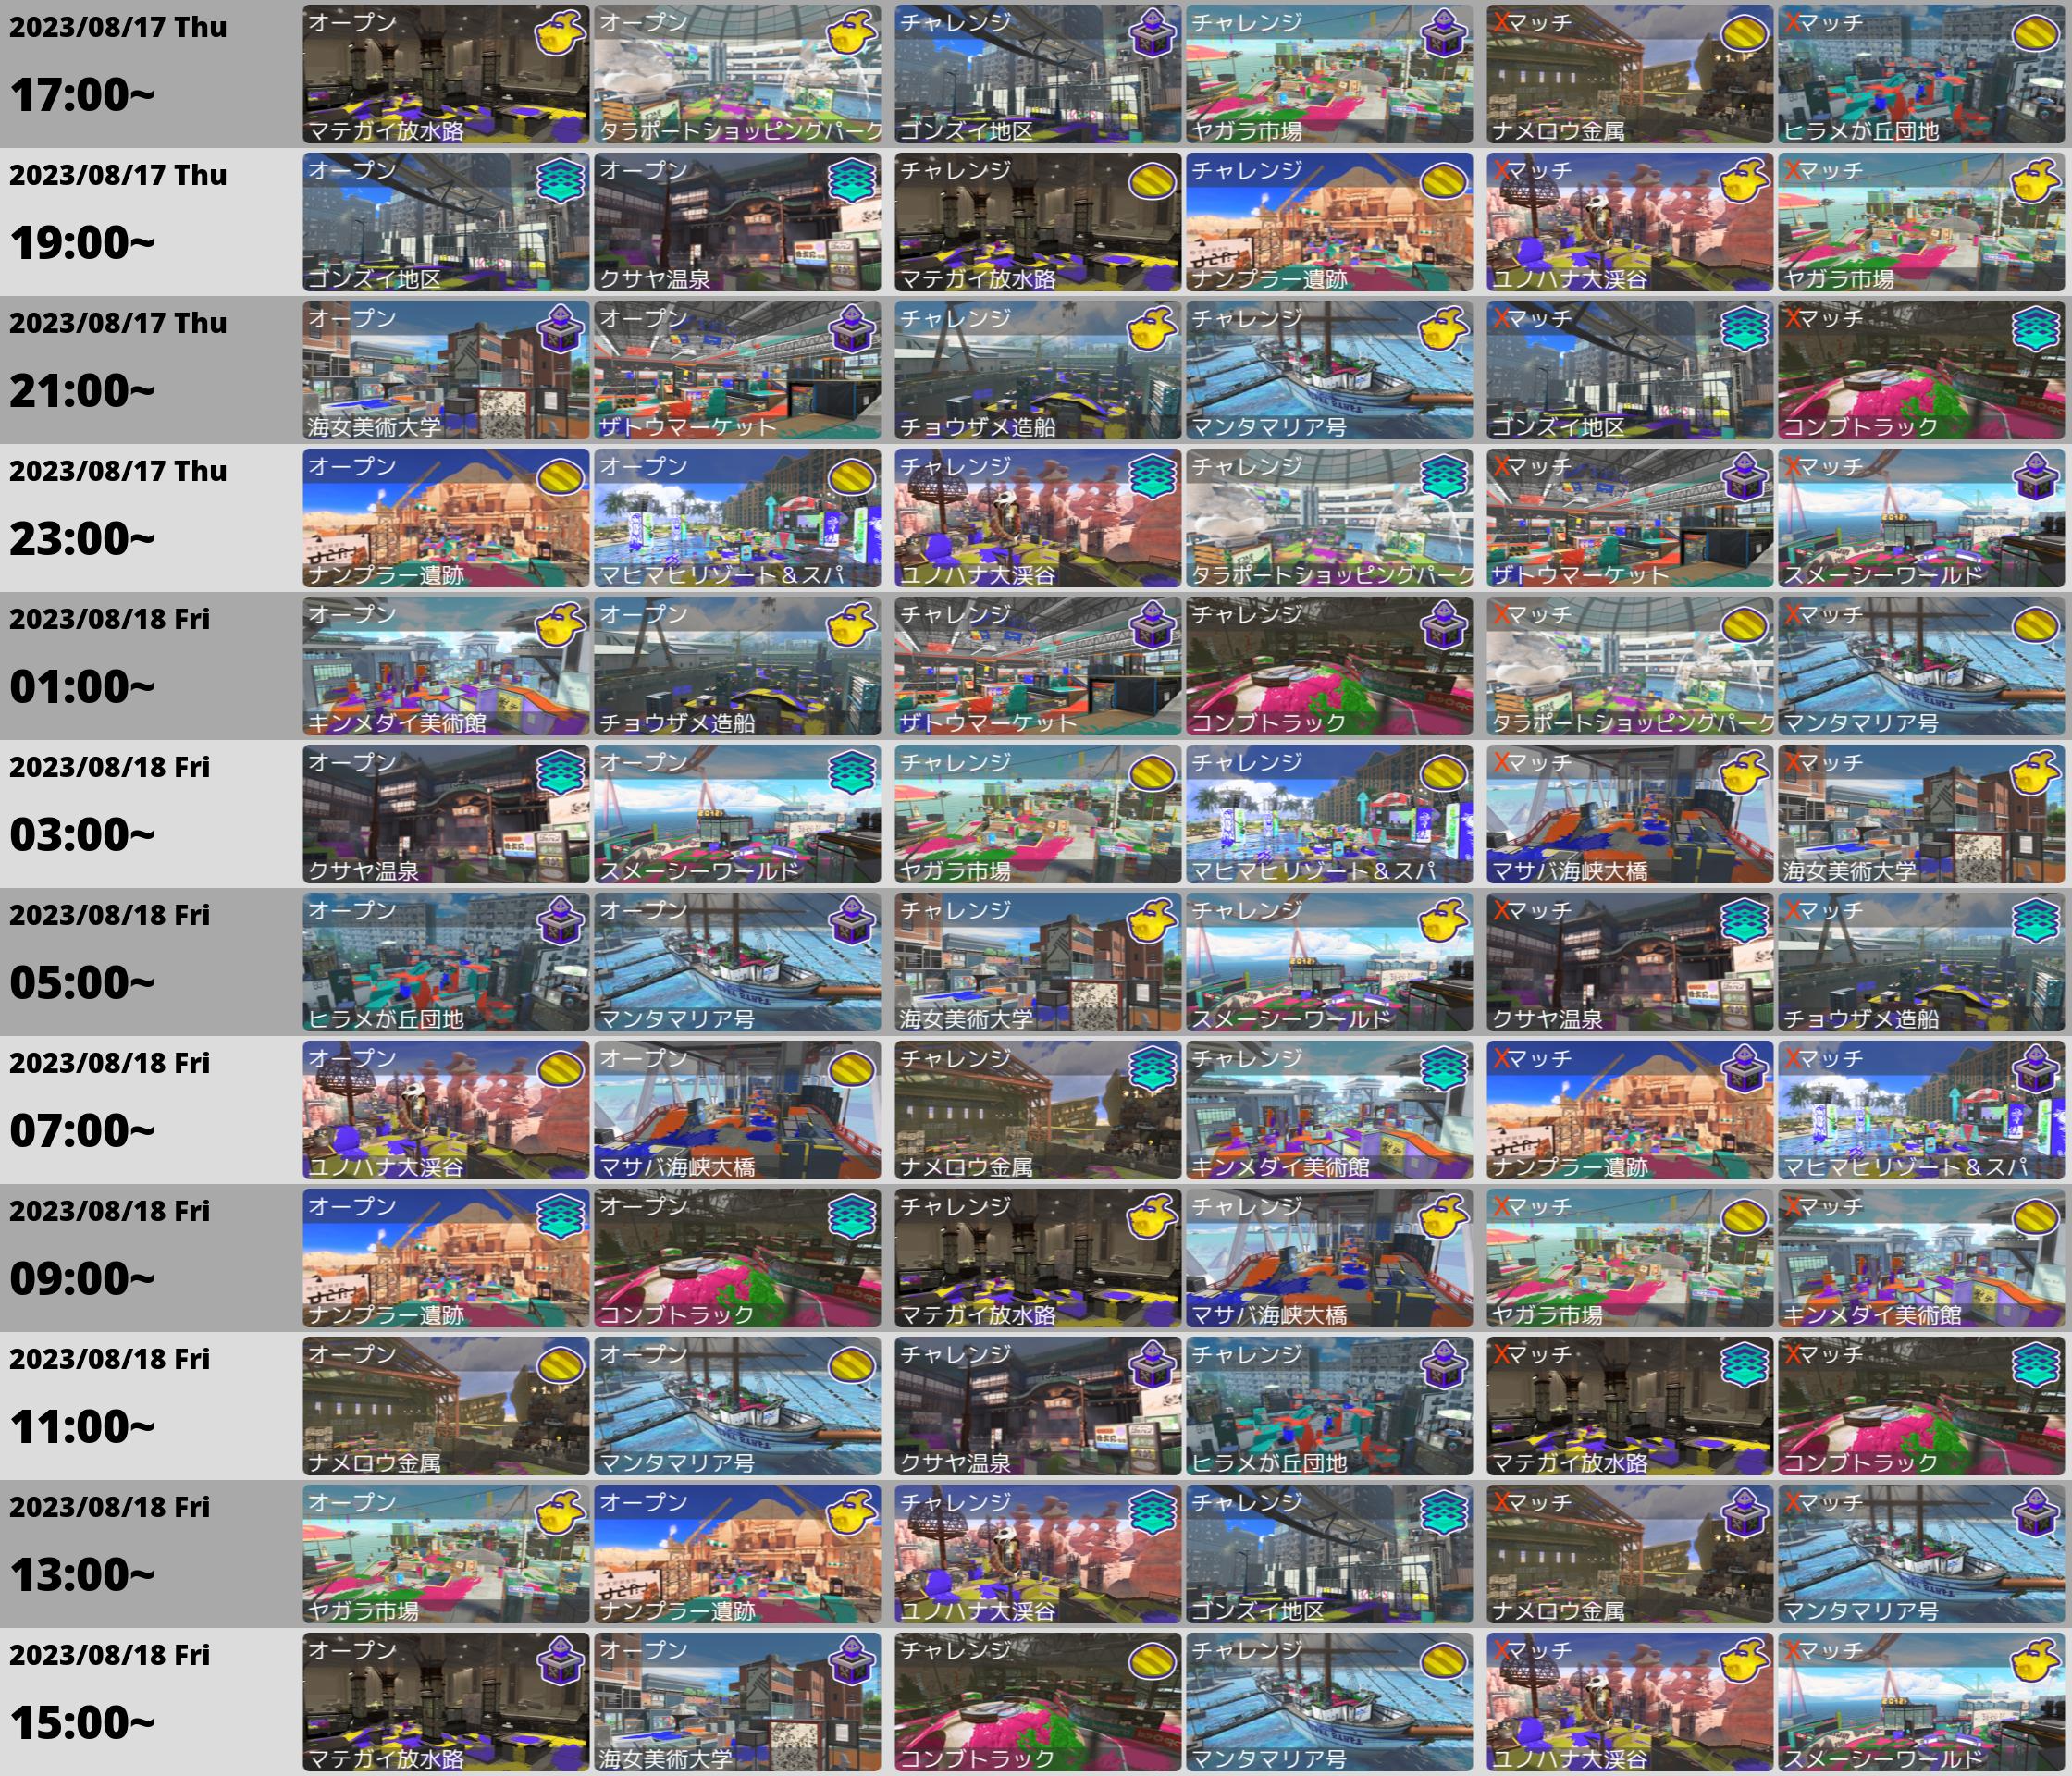 2023/08/17 Thu
17:00~
オープン
マテガイ放水路
オープン
タラポートショッピングパーク
チャレンジ
ゴンズイ地区
チャレンジ
ヤガラ市場
Xマッチ
ナメロウ金属
Xマッチ
ヒラメが丘団地
2023/08/17 Thu
19:00~
オープン
ゴンズイ地区
オープン
クサヤ温泉
チャレンジ
マテガイ放水路
チャレンジ
ナンプラー遺跡
Xマッチ
ユノハナ大渓谷
Xマッチ
ヤガラ市場
2023/08/17 Thu
21:00~
オープン
海女美術大学
オープン
ザトウマーケット
チャレンジ
チョウザメ造船
チャレンジ
マンタマリア号
Xマッチ
ゴンズイ地区
Xマッチ
コンブトラック
2023/08/17 Thu
23:00~
オープン
ナンプラー遺跡
オープン
マヒマヒリゾート&スパ
チャレンジ
ユノハナ大渓谷
チャレンジ
タラポートショッピングパーク
Xマッチ
ザトウマーケット
Xマッチ
スメーシーワールド
2023/08/18 Fri
01:00~
オープン
キンメダイ美術館
オープン
チョウザメ造船
チャレンジ
ザトウマーケット
チャレンジ
コンブトラック
Xマッチ
タラポートショッピングパーク
Xマッチ
マンタマリア号
2023/08/18 Fri
03:00~
オープン
クサヤ温泉
オープン
スメーシーワールド
チャレンジ
ヤガラ市場
チャレンジ
マヒマヒリゾート&スパ
Xマッチ
マサバ海峡大橋
Xマッチ
海女美術大学
2023/08/18 Fri
05:00~
オープン
ヒラメが丘団地
オープン
マンタマリア号
チャレンジ
海女美術大学
チャレンジ
スメーシーワールド
Xマッチ
クサヤ温泉
Xマッチ
チョウザメ造船
2023/08/18 Fri
07:00~
オープン
ユノハナ大渓谷
オープン
マサバ海峡大橋
チャレンジ
ナメロウ金属
チャレンジ
キンメダイ美術館
Xマッチ
ナンプラー遺跡
Xマッチ
マヒマヒリゾート&スパ
2023/08/18 Fri
09:00~
オープン
ナンプラー遺跡
オープン
コンブトラック
チャレンジ
マテガイ放水路
チャレンジ
マサバ海峡大橋
Xマッチ
ヤガラ市場
Xマッチ
キンメダイ美術館
2023/08/18 Fri
11:00~
オープン
ナメロウ金属
オープン
マンタマリア号
チャレンジ
クサヤ温泉
チャレンジ
ヒラメが丘団地
Xマッチ
マテガイ放水路
Xマッチ
コンブトラック
2023/08/18 Fri
13:00~
オープン
ヤガラ市場
オープン
ナンプラー遺跡
チャレンジ
ユノハナ大渓谷
チャレンジ
ゴンズイ地区
Xマッチ
ナメロウ金属
Xマッチ
マンタマリア号
2023/08/18 Fri
15:00~
オープン
マテガイ放水路
オープン
海女美術大学
チャレンジ
コンブトラック
チャレンジ
マンタマリア号
Xマッチ
ユノハナ大渓谷
Xマッチ
スメーシーワールド